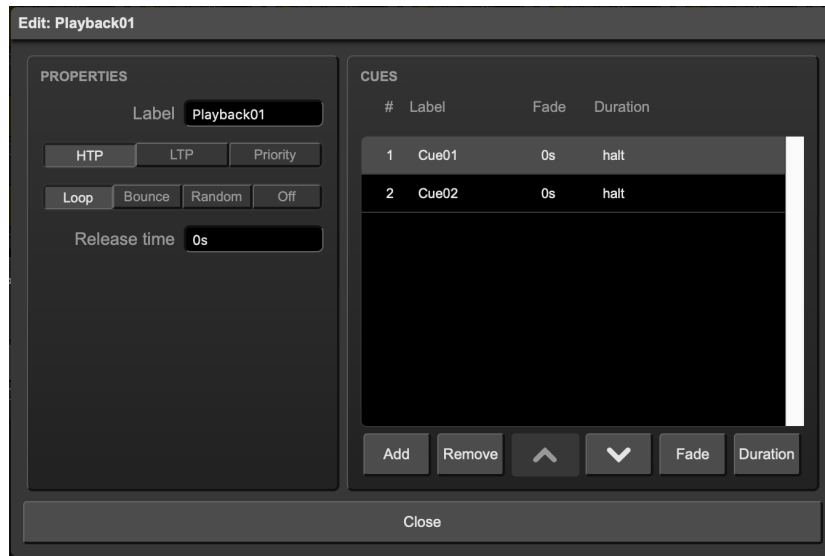 Edit: Playback01
PROPERTIES
Label Playback01
HTP LTP Priority
Loop Bounce Random Off
Release time 0s
CUES
# Label Fade Duration
1 Cue01 0s halt
2 Cue02 0s halt
Add Remove Fade Duration
Close